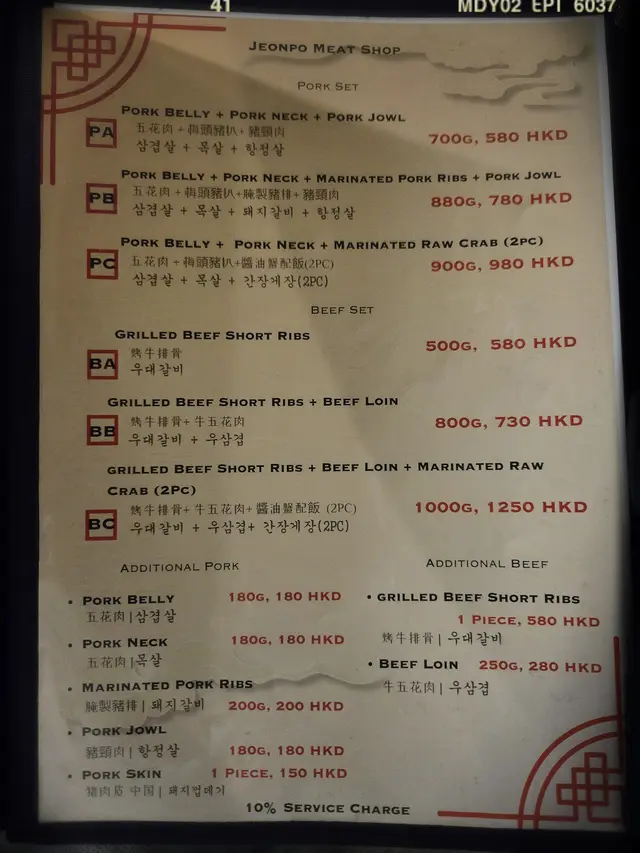 41
MDY02 EPI 6037
Jeonpo Meat Shop
Pork Set
Pork Belly + Pork neck + Pork Jowl
PA
五花肉 + 梅頭豬扒 + 豬頸肉
700g, 580 HKD
삼겹살 + 목살 + 항정살
Pork Belly + Pork Neck + Marinated Pork Ribs + Pork Jowl
PB
五花肉 + 梅頭豬扒+腌製豬排+豬頸肉
880g, 780 HKD
삼겹살 + 목살 + 돼지갈비 + 항정살
Pork Belly + Pork Neck + Marinated Raw Crab (2pc)
PC
五花肉 + 梅頭豬扒+醬油蟹配飯(2PC)
900g, 980 HKD
삼겹살 + 목살 + 간장게장(2PC)
Beef Set
Grilled Beef Short Ribs
500g, 580 HKD
BA
烤牛排骨
우대갈비
Grilled Beef Short Ribs + Beef Loin
BB
烤牛排骨+ 牛五花肉
800g, 730 HKD
우대갈비 + 우삼겹
grilled Beef Short Ribs + Beef Loin + Marinated Raw
Crab (2Pc)
BC
烤牛排骨+ 牛五花肉+醬油蟹配飯 (2PC)
1000g, 1250 HKD
우대갈비 + 우삼겹+ 간장게장(2PC)
Additional Pork
• Pork Belly 180g, 180 HKD
五花肉 | 삼겹살
• Pork Neck 180g, 180 HKD
五花肉 | 목살
• Marinated Pork Ribs
腌製豬排 | 돼지갈비 200g, 200 HKD
• Pork Jowl
豬頸肉 | 항정살 180g, 180 HKD
• Pork Skin 1 Piece, 150 HKD
猪肉皮 中国 | 돼지껍데기
Additional Beef
• grilled Beef Short Ribs
1 Piece, 580 HKD
烤牛排骨 | 우대갈비
• Beef Loin 250g, 280 HKD
牛五花肉 | 우삼겹
10% Service Charge